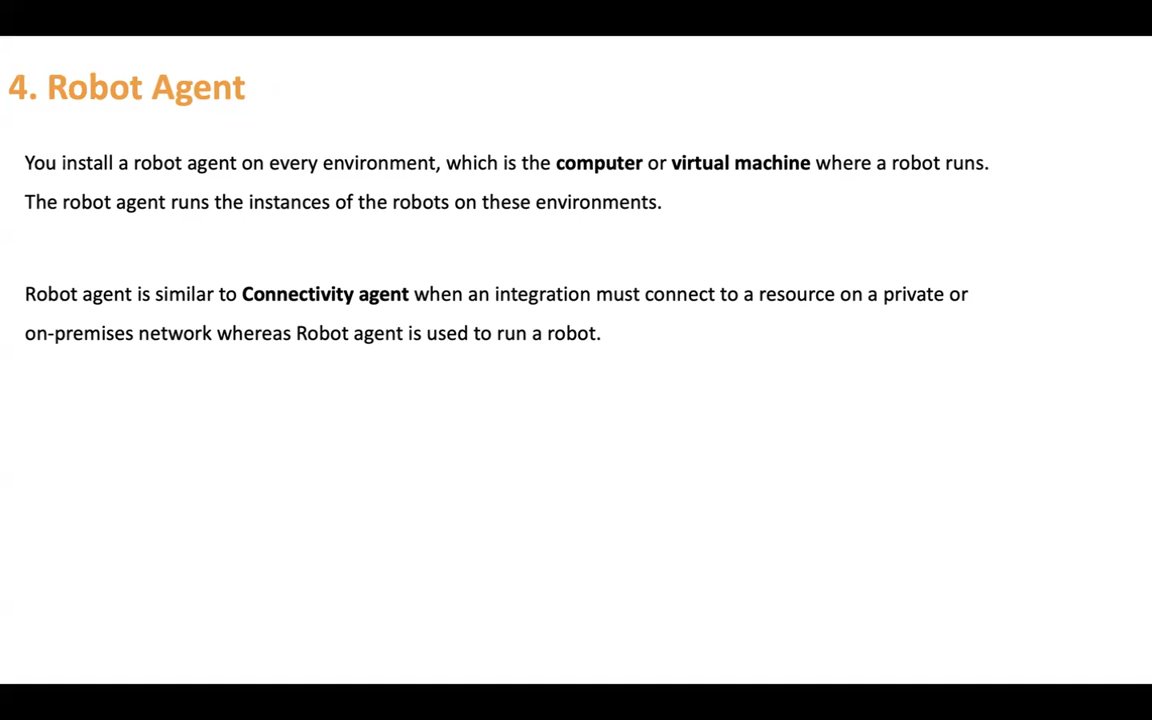 4. Robot Agent
You install a robot agent on every environment, which is the computer or virtual machine where a robot runs.
The robot agent runs the instances of the robots on these environments.
Robot agent is similar to Connectivity agent when an integration must connect to a resource on a private or
on-premises network whereas Robot agent is used to run a robot.